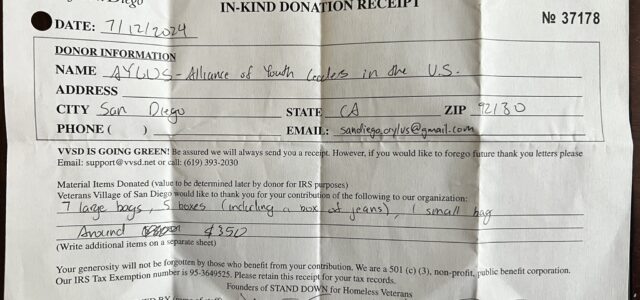 Diego
IN-KIND DONATION RECEIPT
№ 37178
DATE: 7/12/2024
DONOR INFORMATION
NAME AYLUS - Alliance of Youth Leaders in the U.S.
ADDRESS
CITY San Diego STATE CA ZIP 92130
PHONE ( ) EMAIL: sandiego.aylus@gmail.com
VVSD IS GOING GREEN! Be assured we will always send you a receipt. However, if you would like to forego future thank you letters please
Email: support@vvsd.net or call: (619) 393-2030
Material Items Donated (value to be determined later by donor for IRS purposes)
Veterans Village of San Diego would like to thank you for your contribution of the following to our organization:
7 large bags, 5 boxes (including a box of jeans), 1 small bag
Around $350
(Write additional items on a separate sheet)
Your generosity will not be forgotten by those who benefit from your contribution. We are a 501 (c) (3), non-profit, public benefit corporation.
Our IRS Tax Exemption number is 95-3649525. Please retain this receipt for your tax records.
Founders of STAND DOWN for Homeless Veterans